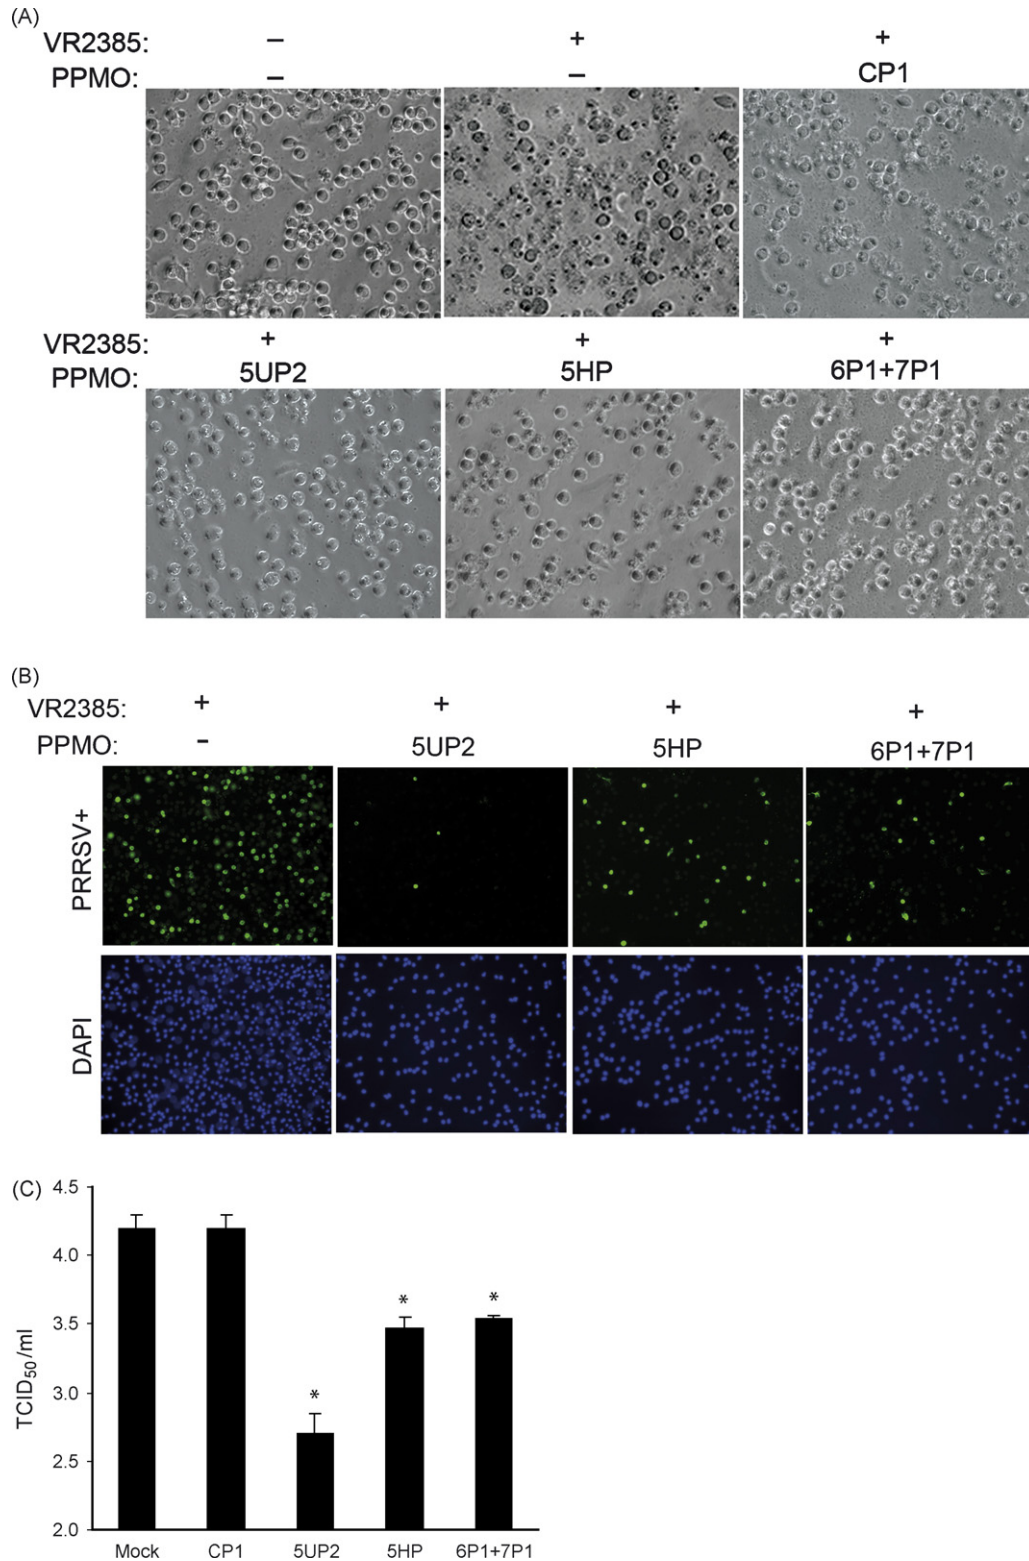 (A)
VR2385: – + +
PPMO: – – CP1
VR2385: + + +
PPMO: 5UP2 5HP 6P1+7P1
(B)
VR2385: + + + +
PPMO: - 5UP2 5HP 6P1+7P1
PRRSV+
DAPI
(C)
4.5
4.0
3.5
3.0
2.5
2.0
TCID50/ml
* * *
Mock CP1 5UP2 5HP 6P1+7P1